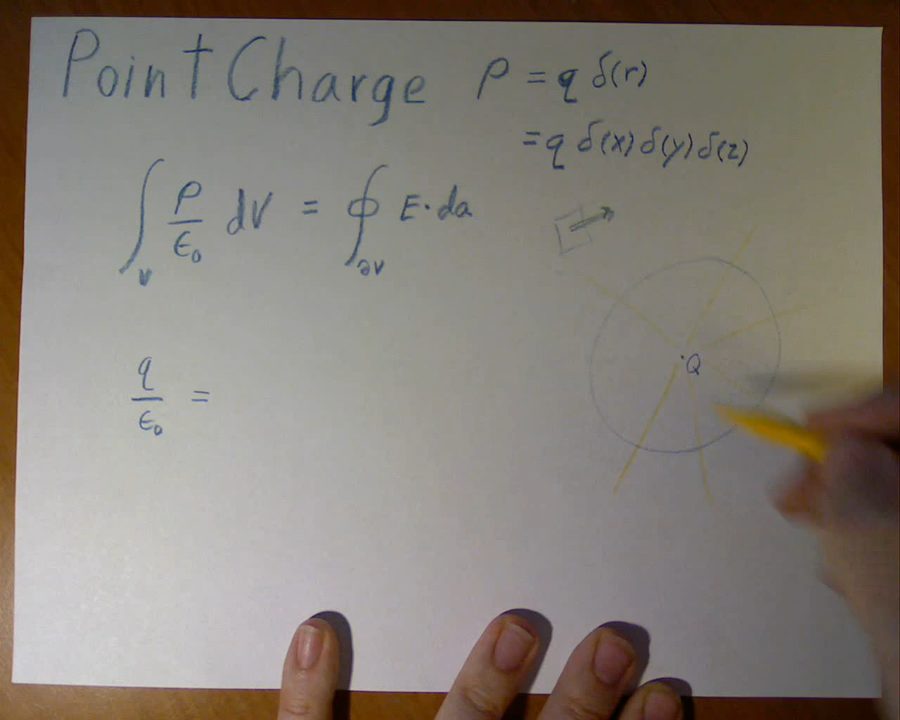 Point Charge ρ = q δ(r)
= q δ(x) δ(y) δ(z)
∫_V ρ/ε₀ dV = ∮_∂V E · da
Q
q/ε₀ =